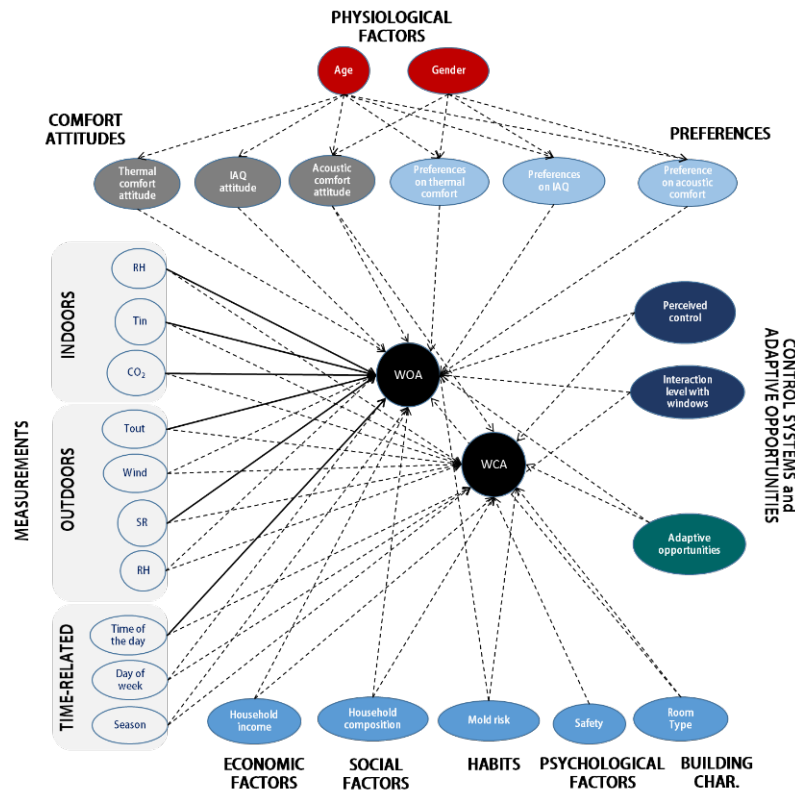 PHYSIOLOGICAL
FACTORS
Age
Gender
COMFORT
ATTITUDES
PREFERENCES
Thermal
comfort
attitude
IAQ
attitude
Acoustic
comfort
attitude
Preferences
on thermal
comfort
Preferences
on IAQ
Preference
on acoustic
comfort
MEASUREMENTS
INDOORS
RH
Tin
CO₂
OUTDOORS
Tout
Wind
SR
RH
TIME-RELATED
Time of
the day
Day of
week
Season
WOA
WCA
Perceived
control
Interaction
level with
windows
Adaptive
opportunities
CONTROL SYSTEMS and
ADAPTIVE OPPORTUNITIES
Household
income
Household
composition
Mold risk
Safety
Room
Type
ECONOMIC
FACTORS
SOCIAL
FACTORS
HABITS
PSYCHOLOGICAL
FACTORS
BUILDING
CHAR.